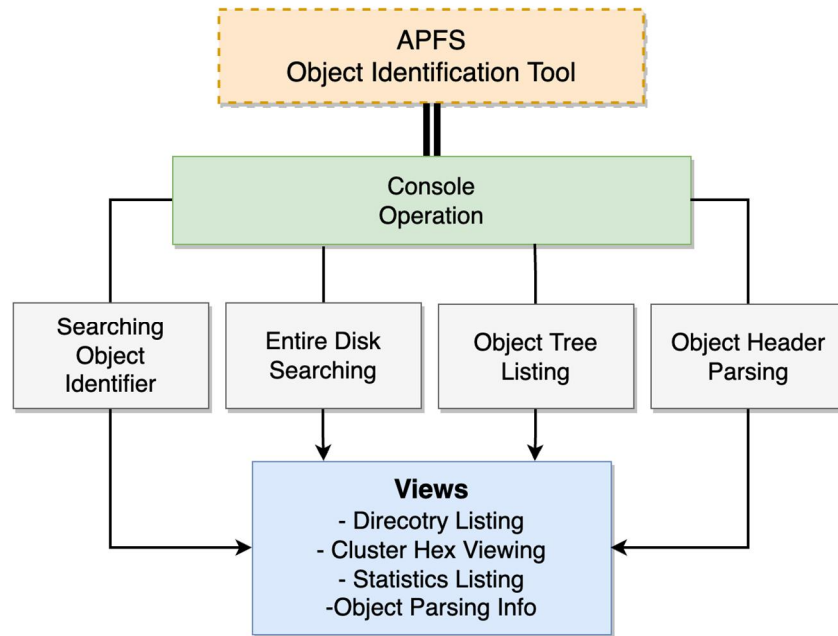 APFS
Object Identification Tool
Console
Operation
Searching
Object
Identifier
Entire Disk
Searching
Object Tree
Listing
Object Header
Parsing
Views
- Direcotry Listing
- Cluster Hex Viewing
- Statistics Listing
-Object Parsing Info